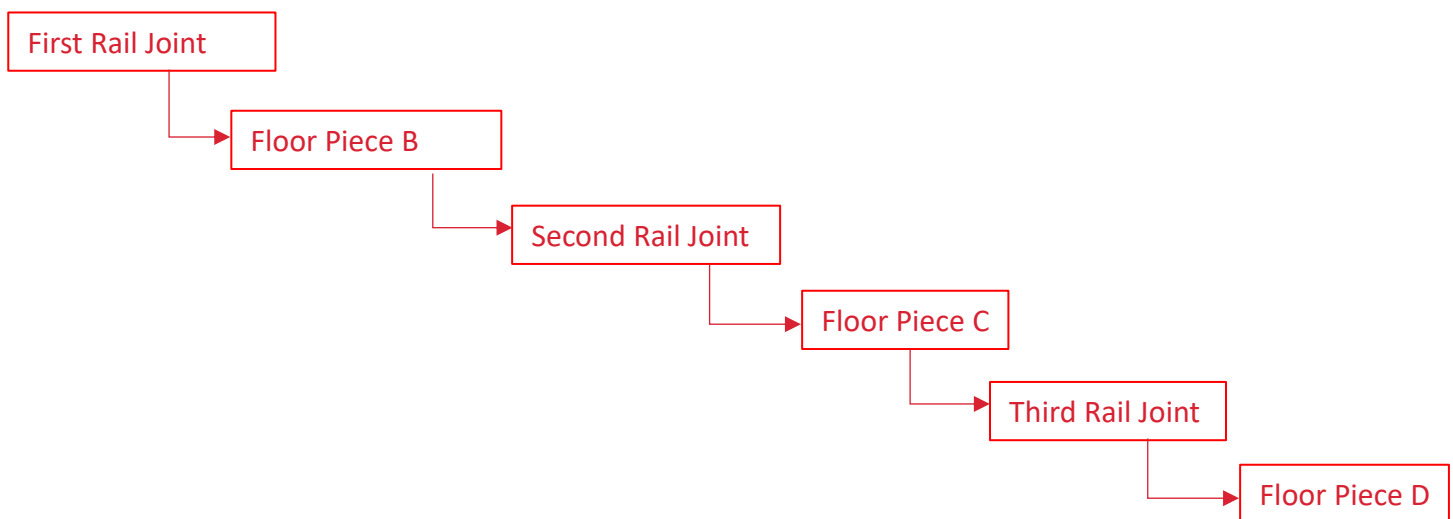 First Rail Joint
Floor Piece B
Second Rail Joint
Floor Piece C
Third Rail Joint
Floor Piece D